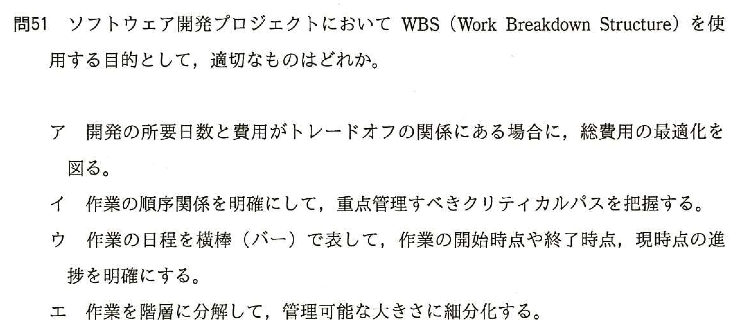 問51 ソフトウェア開発プロジェクトにおいて WBS（Work Breakdown Structure）を使
用する目的として，適切なものはどれか。
ア 開発の所要日数と費用がトレードオフの関係にある場合に，総費用の最適化を
図る。
イ 作業の順序関係を明確にして，重点管理すべきクリティカルパスを把握する。
ウ 作業の日程を横棒（バー）で表して，作業の開始時点や終了時点，現時点の進
捗を明確にする。
エ 作業を階層に分解して，管理可能な大きさに細分化する。